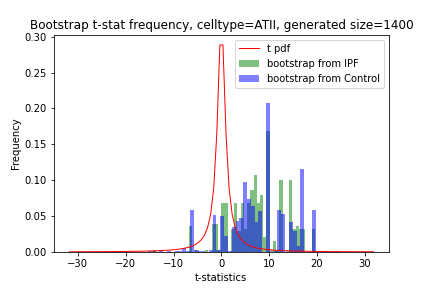 Bootstrap t-stat frequency, celltype=ATII, generated size=1400
0.30
0.25
0.20
0.15
0.10
0.05
0.00
Frequency
t pdf
bootstrap from IPF
bootstrap from Control
−30 −20 −10 0 10 20 30
t-statistics